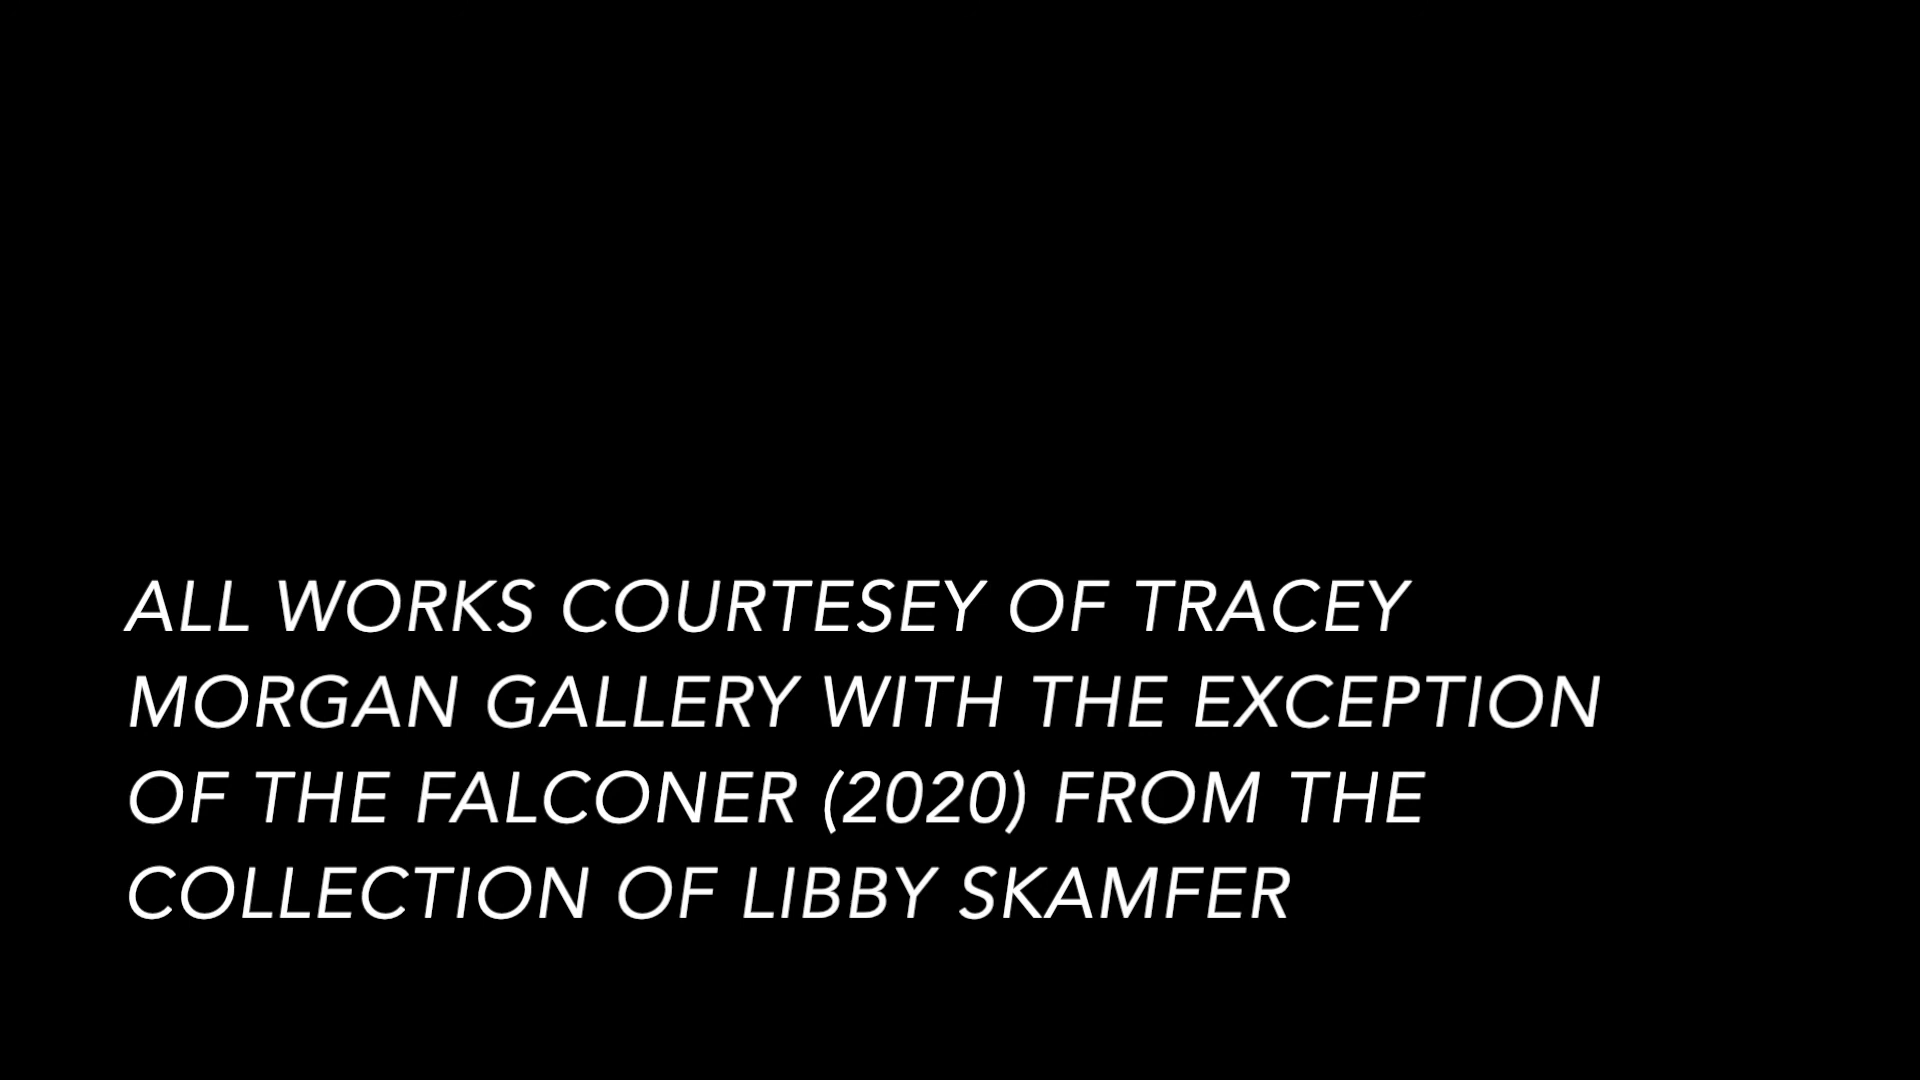 ALL WORKS COURTESEY OF TRACEY
MORGAN GALLERY WITH THE EXCEPTION
OF THE FALCONER (2020) FROM THE
COLLECTION OF LIBBY SKAMFER